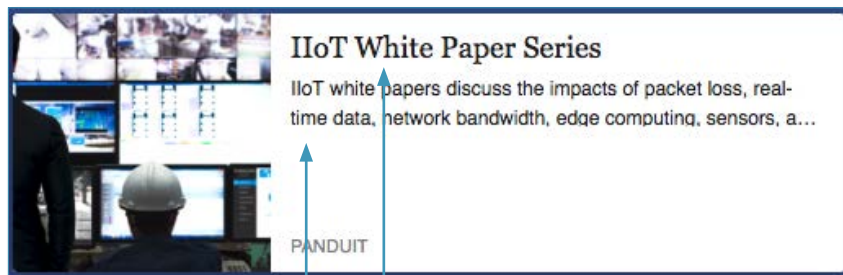 IIoT White Paper Series
IIoT white papers discuss the impacts of packet loss, real-
time data, network bandwidth, edge computing, sensors, a…
PANDUIT